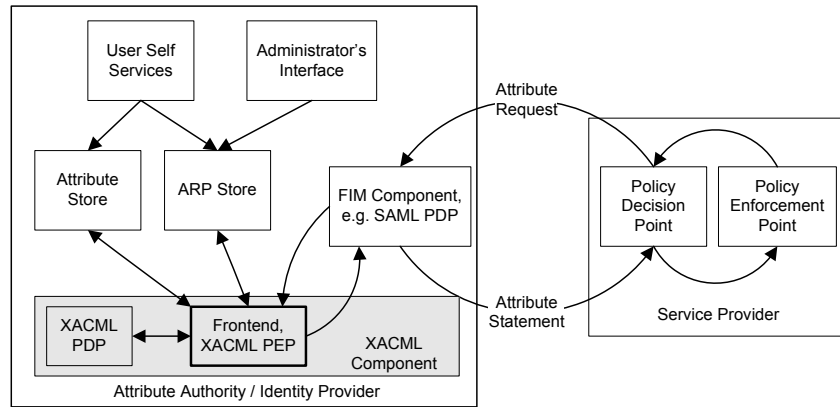 User Self
Services
Administrator's
Interface
Attribute
Request
Attribute
Store
ARP Store
FIM Component,
e.g. SAML PDP
Policy
Decision
Point
Policy
Enforcement
Point
XACML
PDP
Frontend,
XACML PEP
XACML
Component
Attribute
Statement
Service Provider
Attribute Authority / Identity Provider